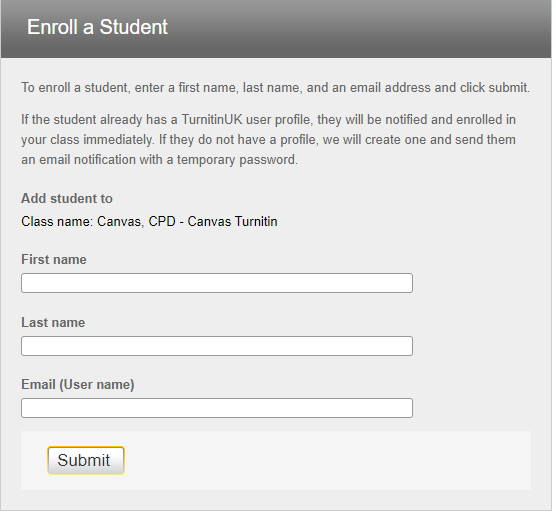 Enroll a Student
To enroll a student, enter a first name, last name, and an email address and click submit.
If the student already has a TurnitinUK user profile, they will be notified and enrolled in
your class immediately. If they do not have a profile, we will create one and send them
an email notification with a temporary password.
Add student to
Class name: Canvas, CPD - Canvas Turnitin
First name
Last name
Email (User name)
Submit